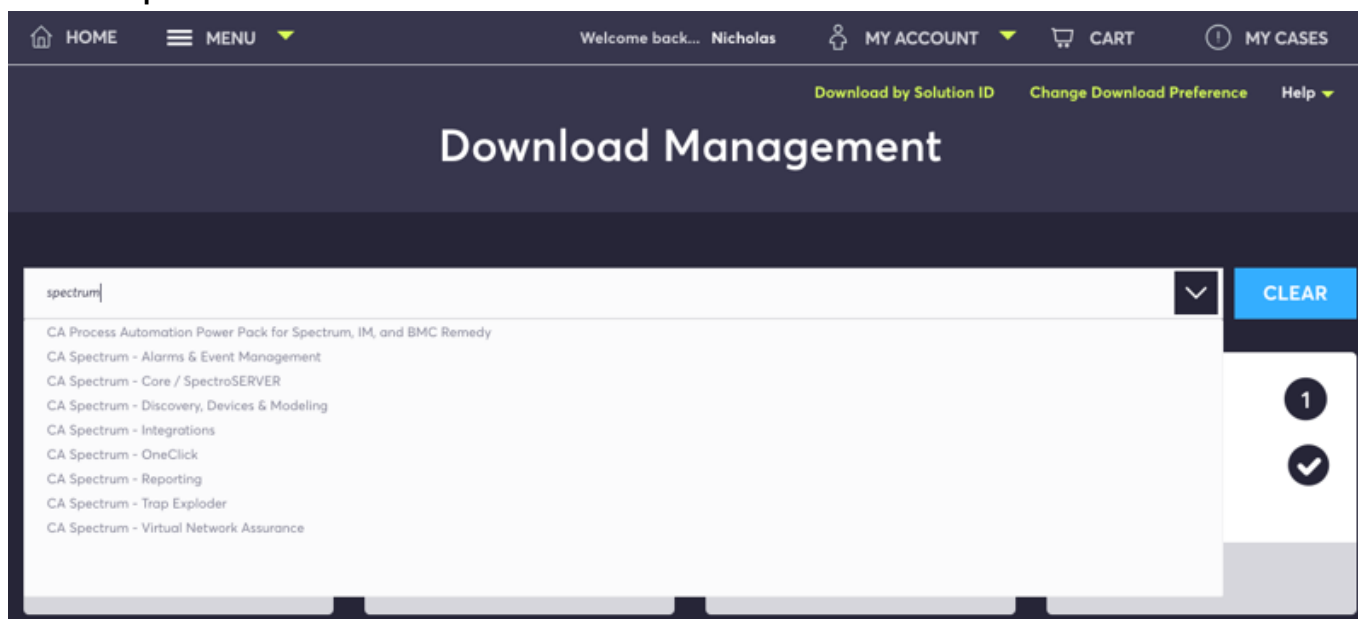 HOME MENU Welcome back... Nicholas MY ACCOUNT CART MY CASES
Download by Solution ID Change Download Preference Help
Download Management
spectrum CLEAR
CA Process Automation Power Pack for Spectrum, IM, and BMC Remedy
CA Spectrum - Alarms & Event Management
CA Spectrum - Core / SpectroSERVER
CA Spectrum - Discovery, Devices & Modeling
1
CA Spectrum - Integrations
CA Spectrum - OneClick
CA Spectrum - Reporting
CA Spectrum - Trap Exploder
CA Spectrum - Virtual Network Assurance